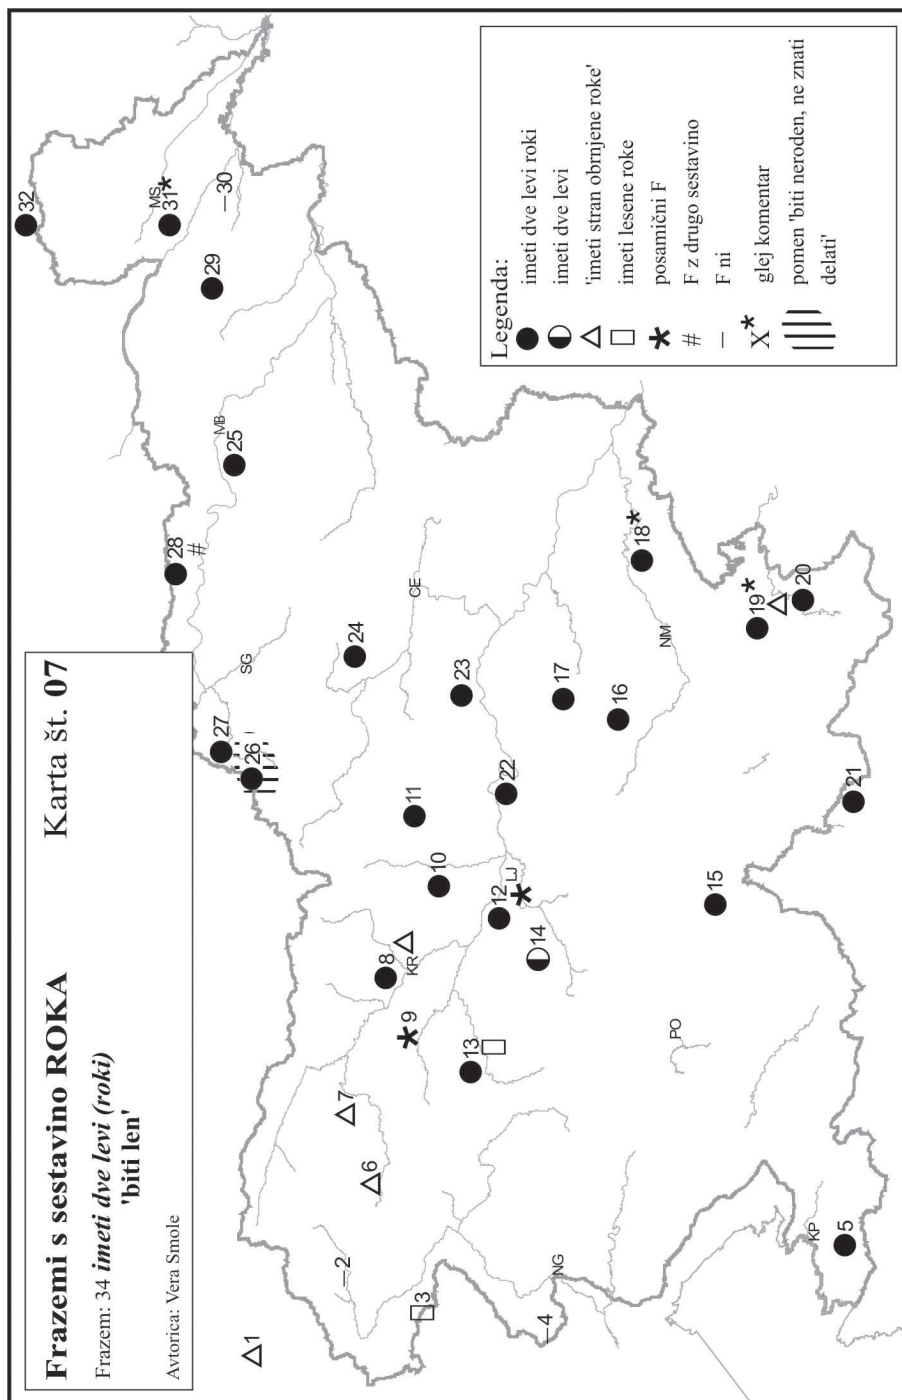 Frazemi s sestavino ROKA Karta št. 07
Frazem: 34 imeti dve levi (roki)
'biti len'
Avtorica: Vera Smole
Legenda:
imeti dve levi roki
imeti dve levi
'imeti stran obrnjene roke'
imeti lesene roke
posamični F
# F z drugo sestavino
– F ni
X* glej komentar
pomen 'biti neroden, ne znati
delati'
1
2
3
4
5
6
7
8
9
10
11
12
13
14
15
16
17
18*
19*
20
21
22
23
24
25
26
27
28
#
29
30
31*
32
MS
MB
SG
CE
NM
KR
LJ
PO
NG
KP